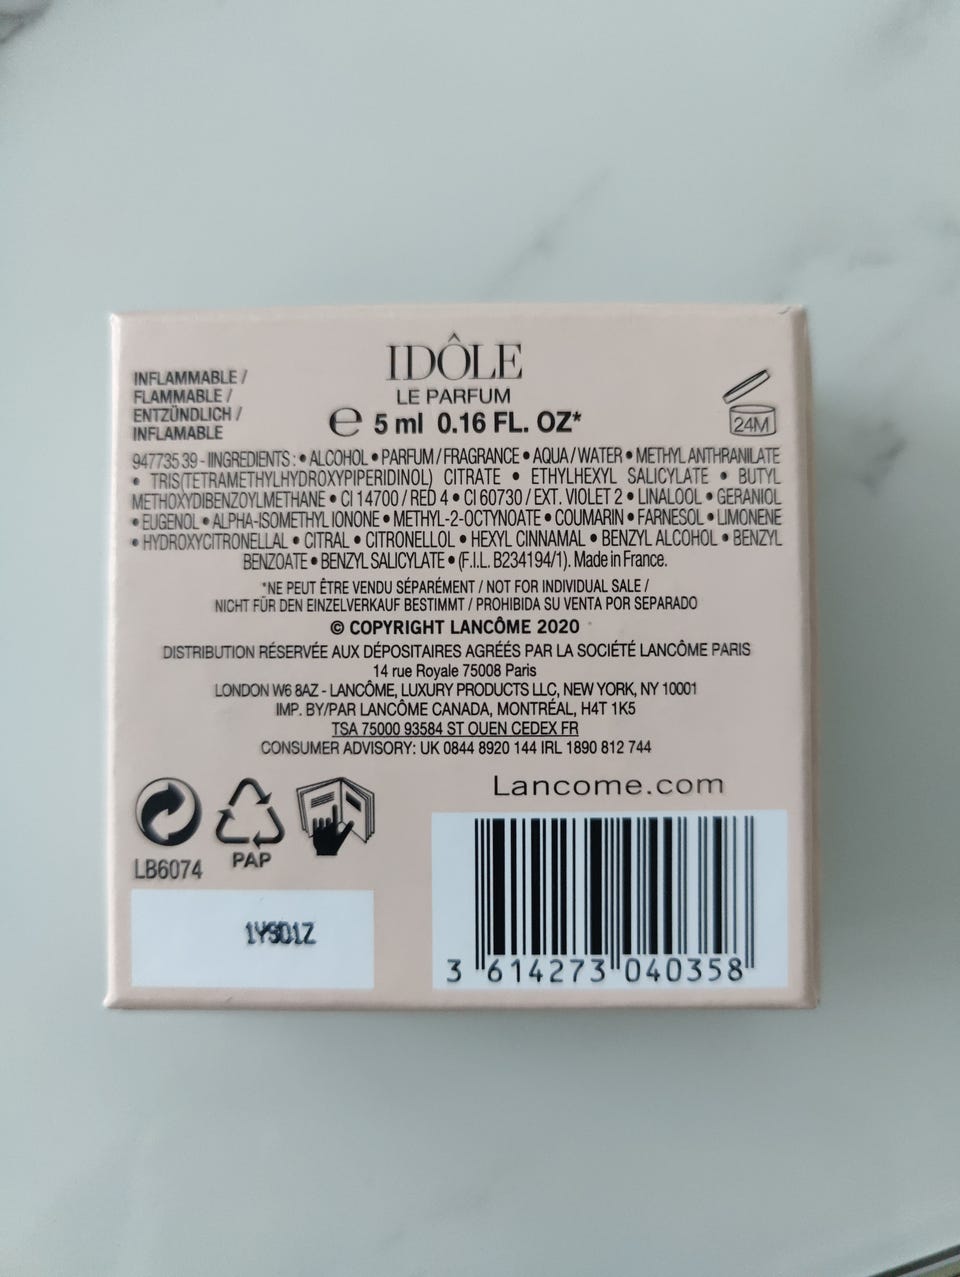 IDÔLE
LE PARFUM
℮ 5 ml 0.16 FL. OZ*
INFLAMMABLE /
FLAMMABLE /
ENTZÜNDLICH /
INFLAMABLE
24M
94773539 - IINGREDIENTS : • ALCOHOL • PARFUM / FRAGRANCE • AQUA / WATER • METHYL ANTHRANILATE
• TRIS(TETRAMETHYLHYDROXYPIPERIDINOL) CITRATE • ETHYLHEXYL SALICYLATE • BUTYL
METHOXYDIBENZOYLMETHANE • CI 14700 / RED 4 • CI 60730 / EXT. VIOLET 2 • LINALOOL • GERANIOL
• EUGENOL • ALPHA-ISOMETHYL IONONE • METHYL-2-OCTYNOATE • COUMARIN • FARNESOL • LIMONENE
• HYDROXYCITRONELLAL • CITRAL • CITRONELLOL • HEXYL CINNAMAL • BENZYL ALCOHOL • BENZYL
BENZOATE • BENZYL SALICYLATE • (F.I.L. B234194/1). Made in France.
*NE PEUT ÊTRE VENDU SÉPARÉMENT / NOT FOR INDIVIDUAL SALE /
NICHT FÜR DEN EINZELVERKAUF BESTIMMT / PROHIBIDA SU VENTA POR SEPARADO
© COPYRIGHT LANCÔME 2020
DISTRIBUTION RÉSERVÉE AUX DÉPOSITAIRES AGRÉÉS PAR LA SOCIÉTÉ LANCÔME PARIS
14 rue Royale 75008 Paris
LONDON W6 8AZ - LANCÔME, LUXURY PRODUCTS LLC, NEW YORK, NY 10001
IMP. BY/PAR LANCÔME CANADA, MONTRÉAL, H4T 1K5
TSA 75000 93584 ST OUEN CEDEX FR
CONSUMER ADVISORY: UK 0844 8920 144 IRL 1890 812 744
Lancome.com
PAP
LB6074
3 614273 040358